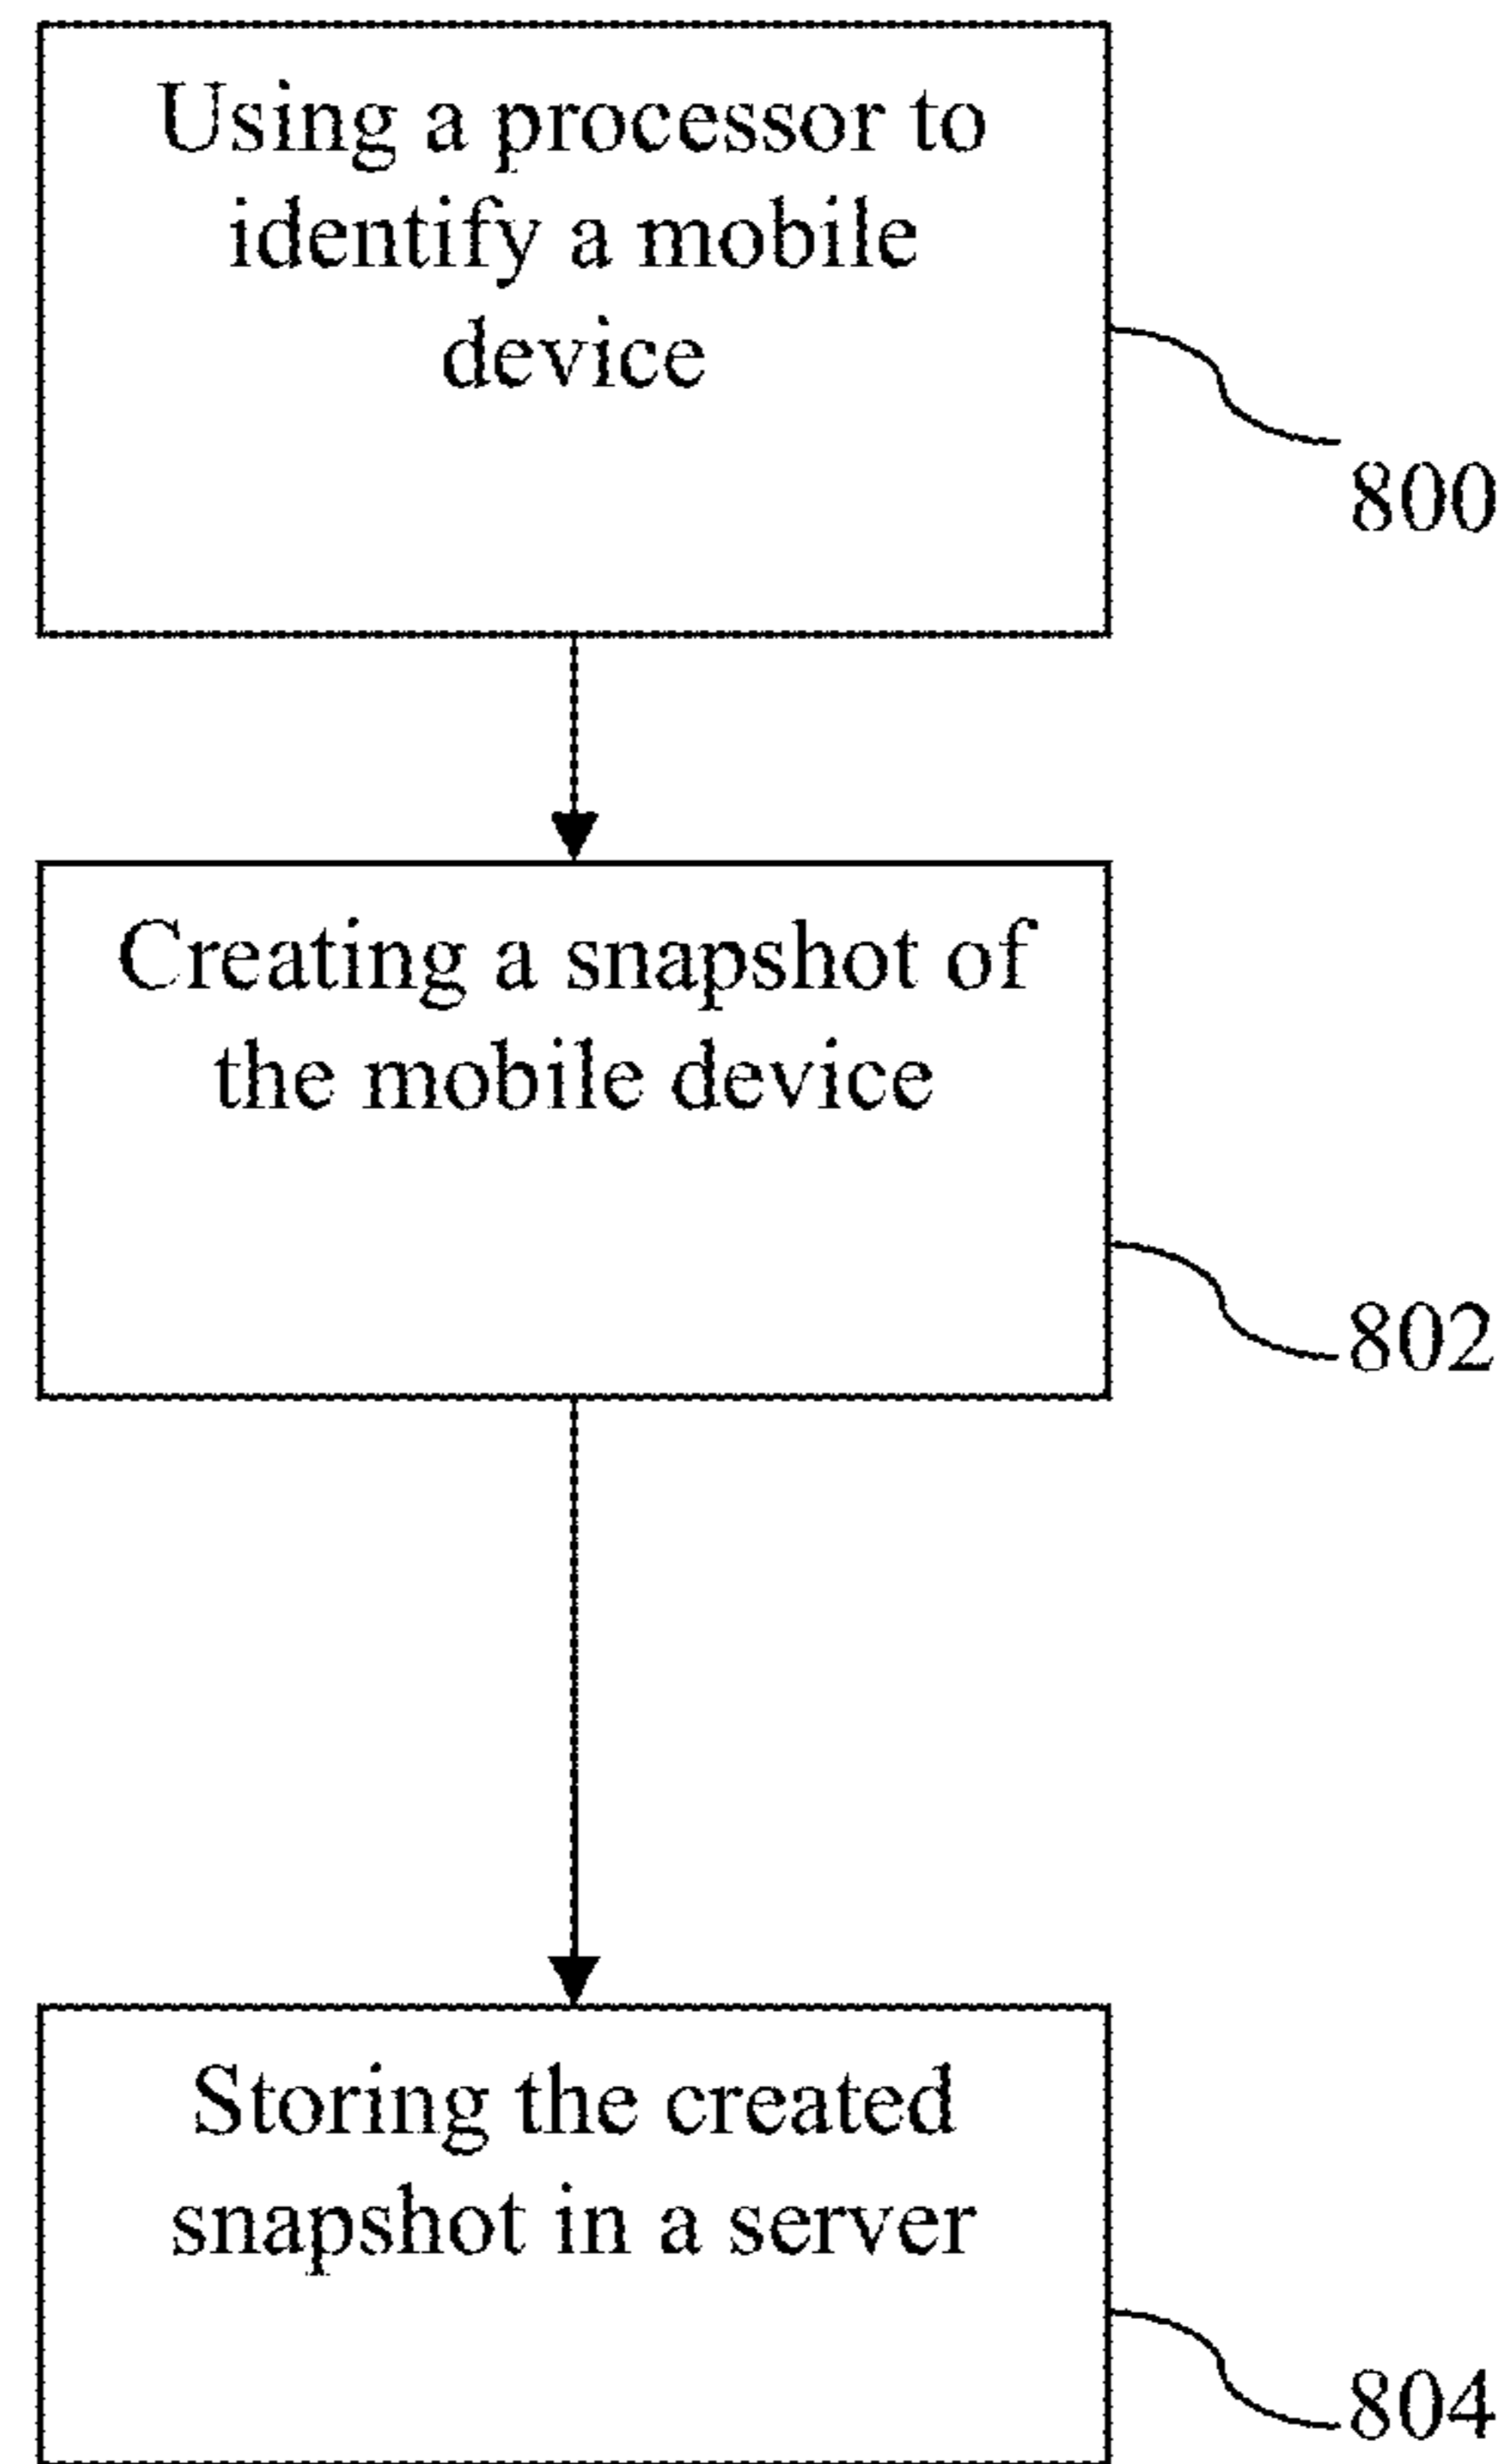 Using a processor to
identify a mobile
device
800
Creating a snapshot of
the mobile device
802
Storing the created
snapshot in a server
804